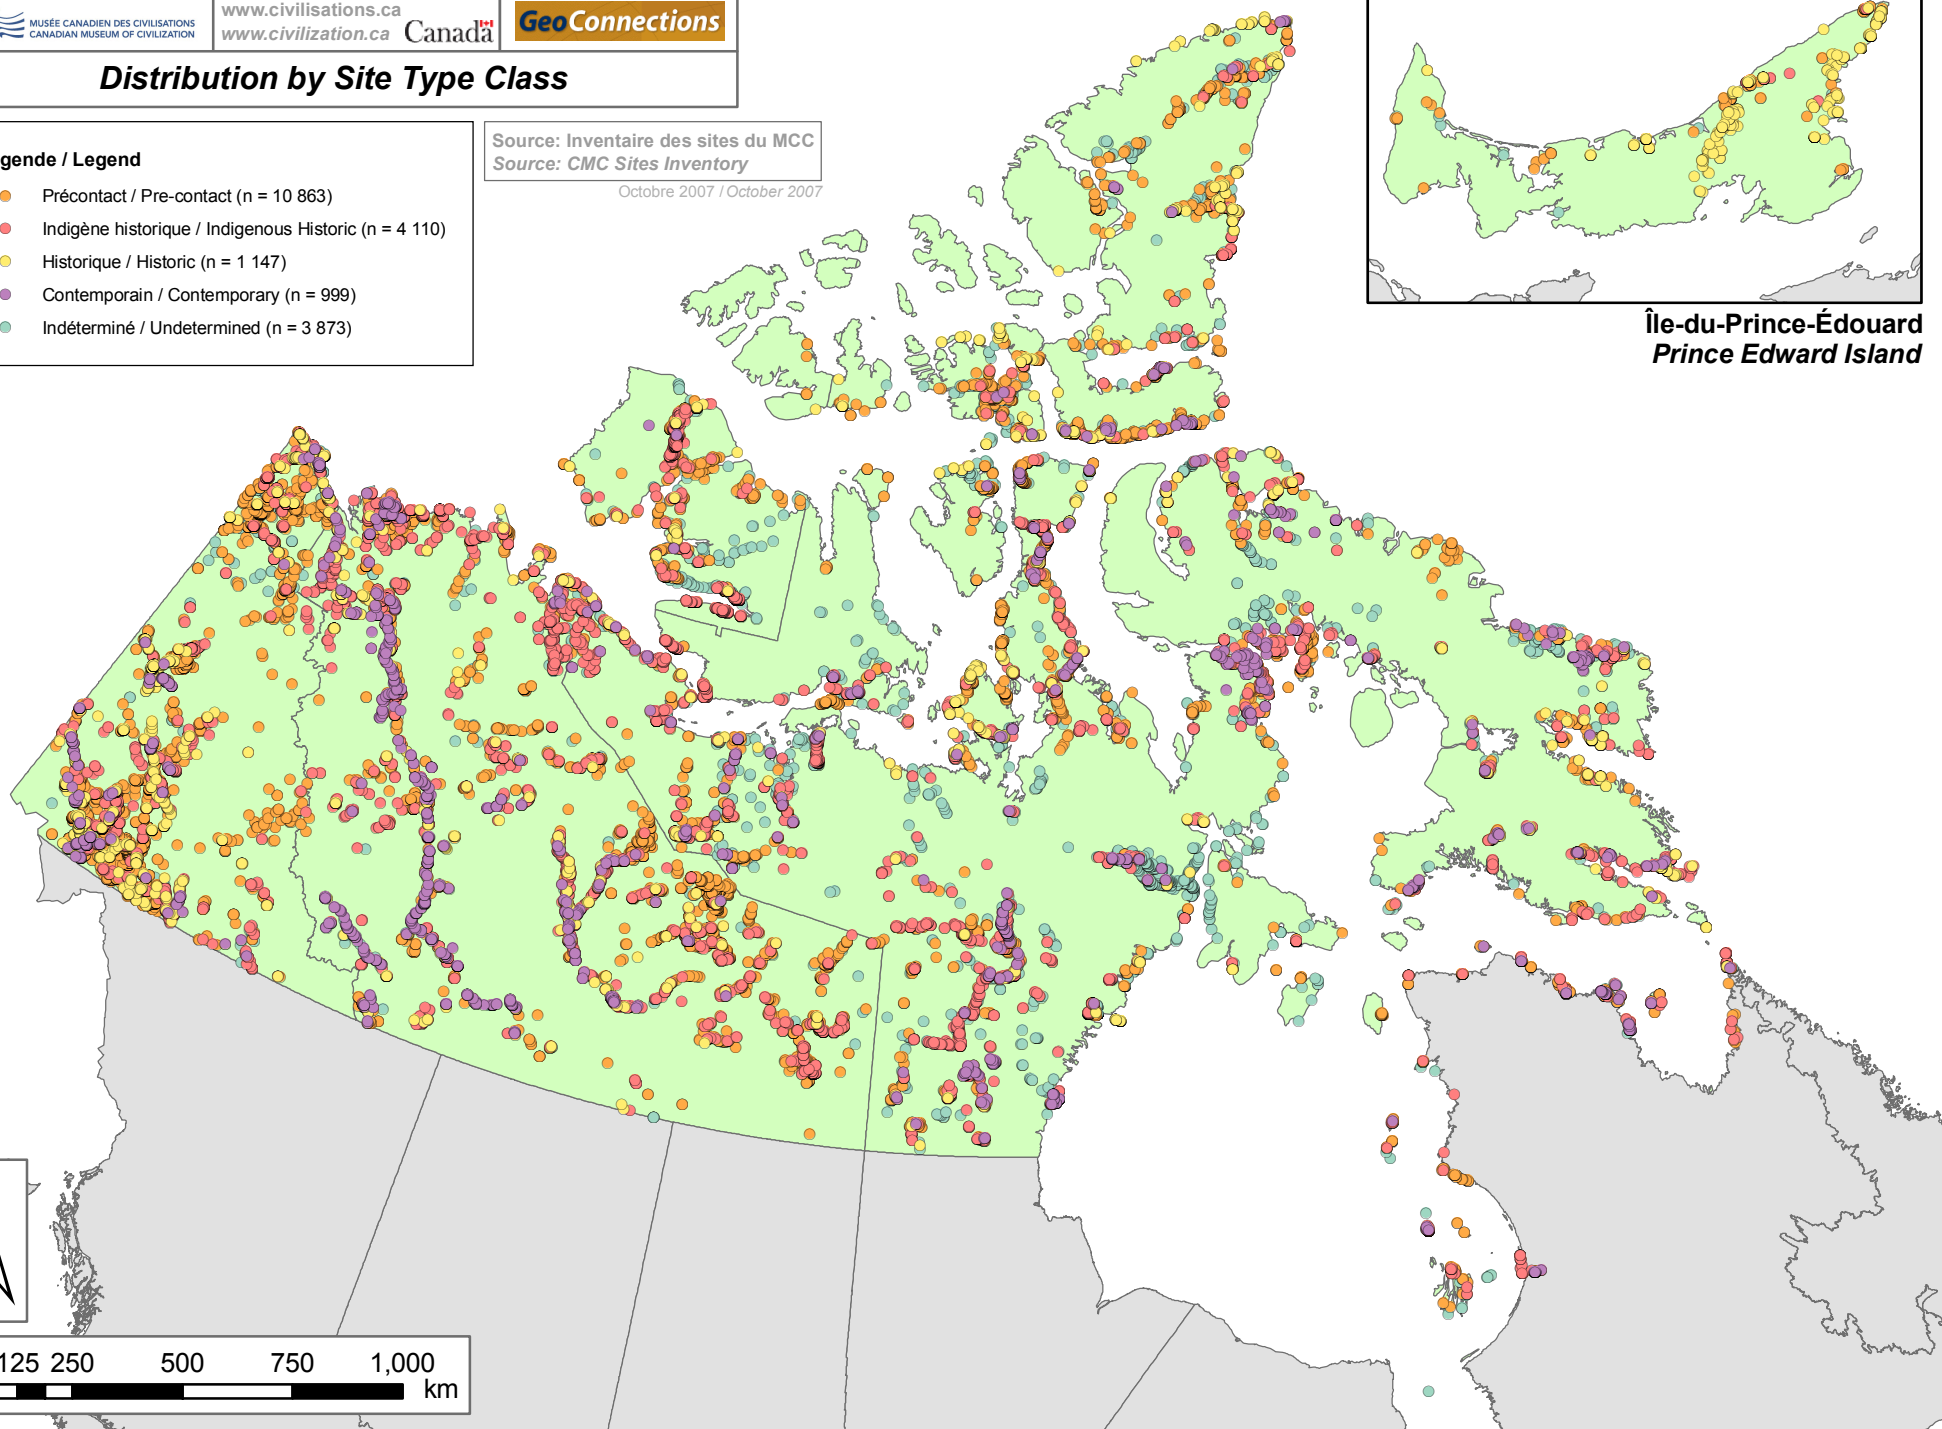 MUSÉE CANADIEN DES CIVILISATIONS
CANADIAN MUSEUM OF CIVILIZATION
www.civilisations.ca
www.civilization.ca
Canada
GeoConnections
Distribution by Site Type Class
gende / Legend
Précontact / Pre-contact (n = 10 863)
Indigène historique / Indigenous Historic (n = 4 110)
Historique / Historic (n = 1 147)
Contemporain / Contemporary (n = 999)
Indéterminé / Undetermined (n = 3 873)
Source: Inventaire des sites du MCC
Source: CMC Sites Inventory
Octobre 2007 / October 2007
Île-du-Prince-Édouard
Prince Edward Island
125 250 500 750 1,000
km